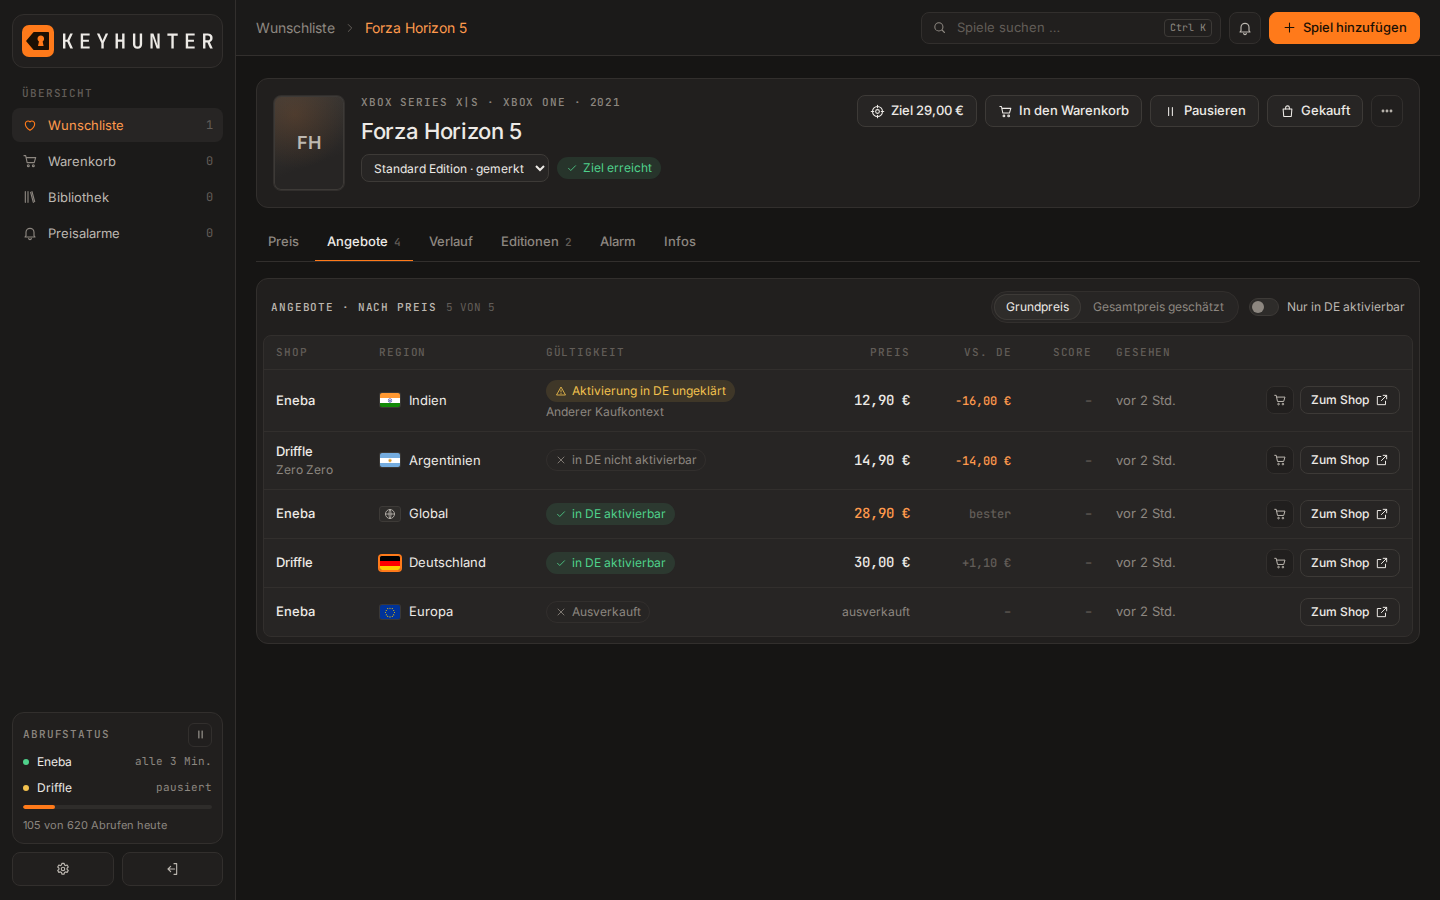 KEYHUNTER
Wunschliste > Forza Horizon 5
Spiele suchen ...
Ctrl K
Spiel hinzufügen
ÜBERSICHT
Wunschliste 1
Warenkorb 0
Bibliothek 0
Preisalarme 0
FH
XBOX SERIES X|S · XBOX ONE · 2021
Forza Horizon 5
Standard Edition · gemerkt
Ziel erreicht
Ziel 29,00 €
In den Warenkorb
Pausieren
Gekauft
Preis Angebote 4 Verlauf Editionen 2 Alarm Infos
ANGEBOTE · NACH PREIS 5 VON 5
Grundpreis Gesamtpreis geschätzt
Nur in DE aktivierbar
SHOP REGION GÜLTIGKEIT PREIS VS. DE SCORE GESEHEN
Eneba Indien Aktivierung in DE ungeklärt 12,90 € -16,00 € – vor 2 Std. Zum Shop
Anderer Kaufkontext
Driffle Argentinien in DE nicht aktivierbar 14,90 € -14,00 € – vor 2 Std. Zum Shop
Zero Zero
Eneba Global in DE aktivierbar 28,90 € bester – vor 2 Std. Zum Shop
Driffle Deutschland in DE aktivierbar 30,00 € +1,10 € – vor 2 Std. Zum Shop
Eneba Europa Ausverkauft ausverkauft – – vor 2 Std. Zum Shop
ABRUFSTATUS
Eneba alle 3 Min.
Driffle pausiert
105 von 620 Abrufen heute